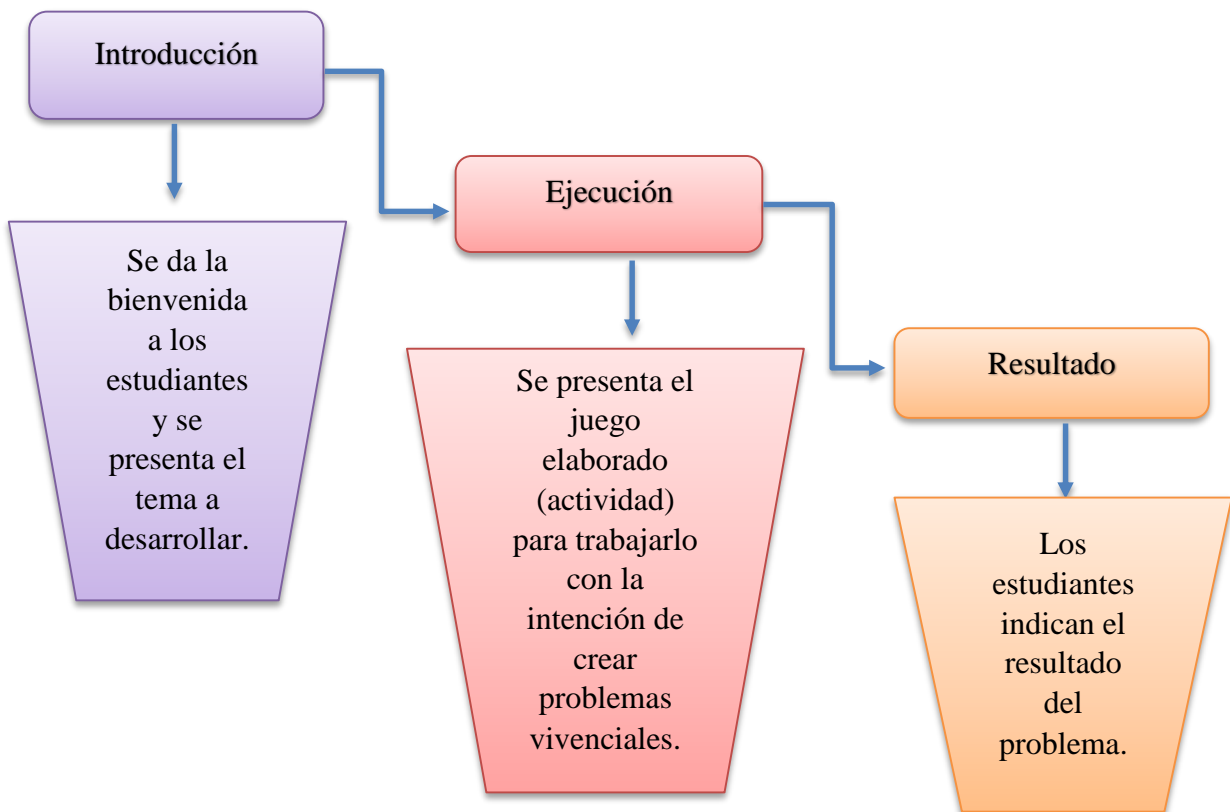 Introducción
Se da la
bienvenida
a los
estudiantes
y se
presenta el
tema a
desarrollar.
Ejecución
Se presenta el
juego
elaborado
(actividad)
para trabajarlo
con la
intención de
crear
problemas
vivenciales.
Resultado
Los
estudiantes
indican el
resultado
del
problema.